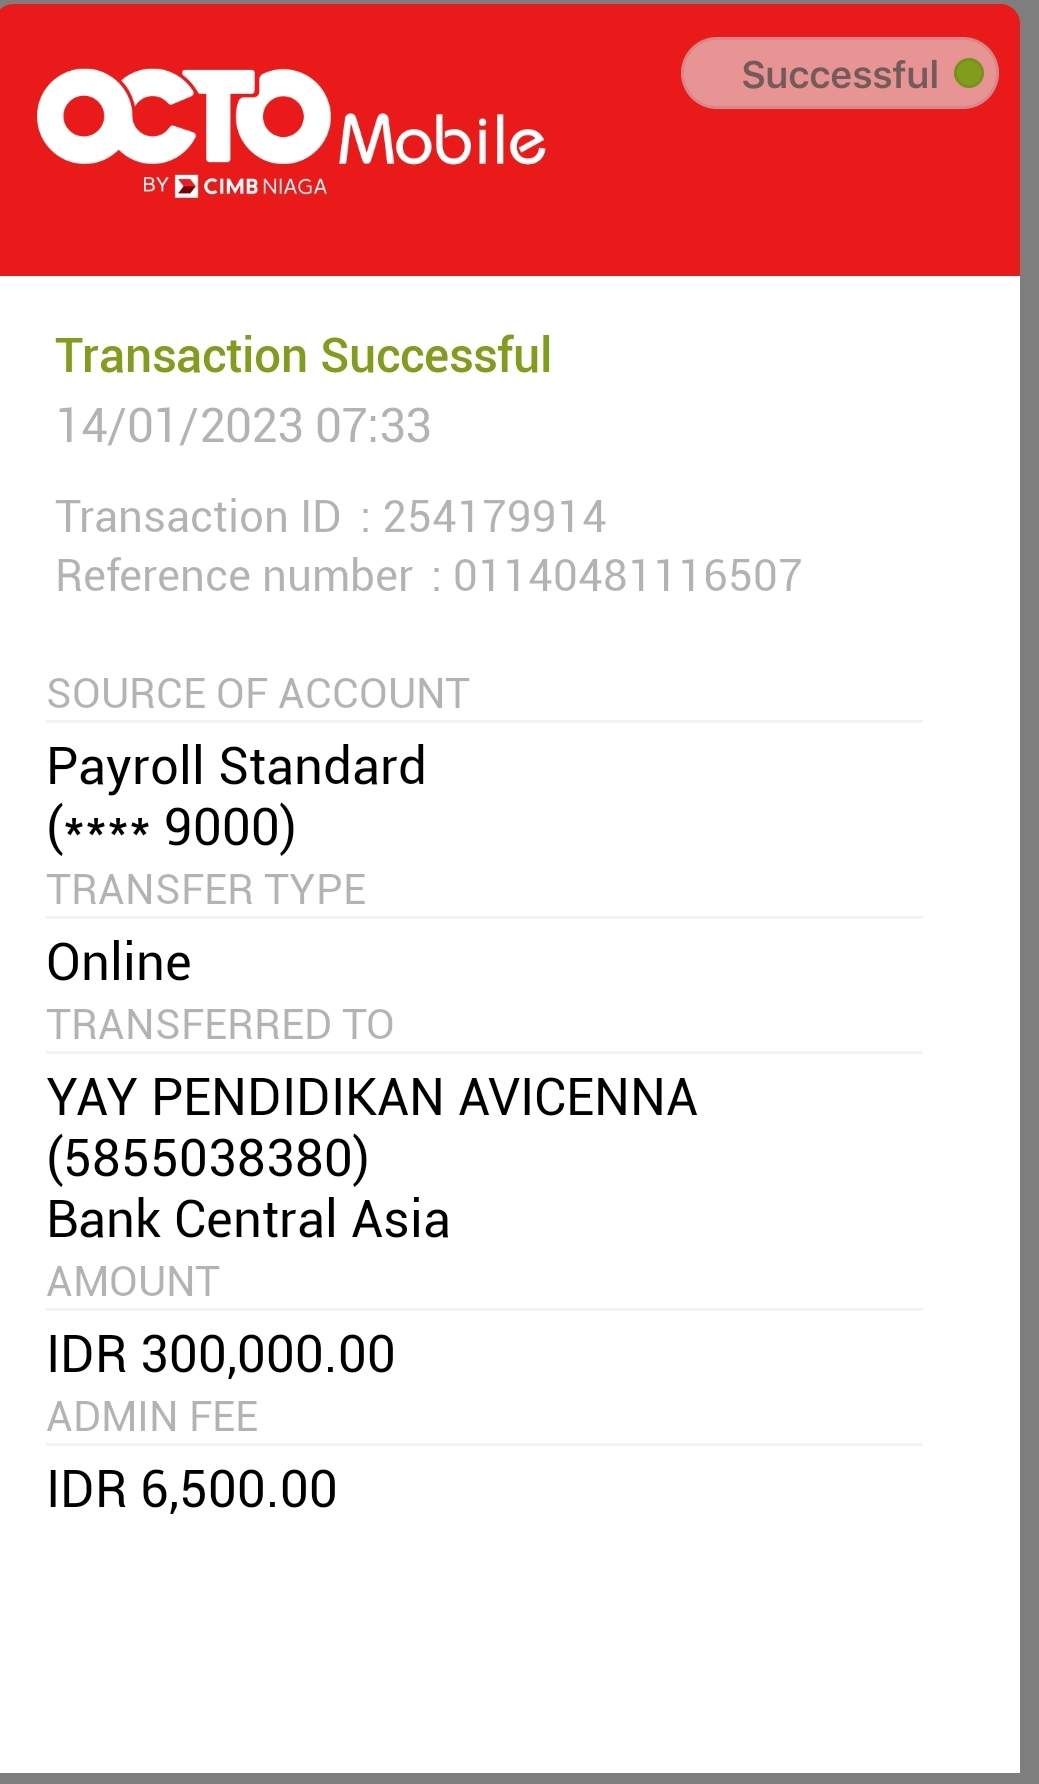 Successful
OCTO Mobile
BY CIMB NIAGA
Transaction Successful
14/01/2023 07:33
Transaction ID : 254179914
Reference number : 01140481116507
SOURCE OF ACCOUNT
Payroll Standard
(**** 9000)
TRANSFER TYPE
Online
TRANSFERRED TO
YAY PENDIDIKAN AVICENNA
(5855038380)
Bank Central Asia
AMOUNT
IDR 300,000.00
ADMIN FEE
IDR 6,500.00